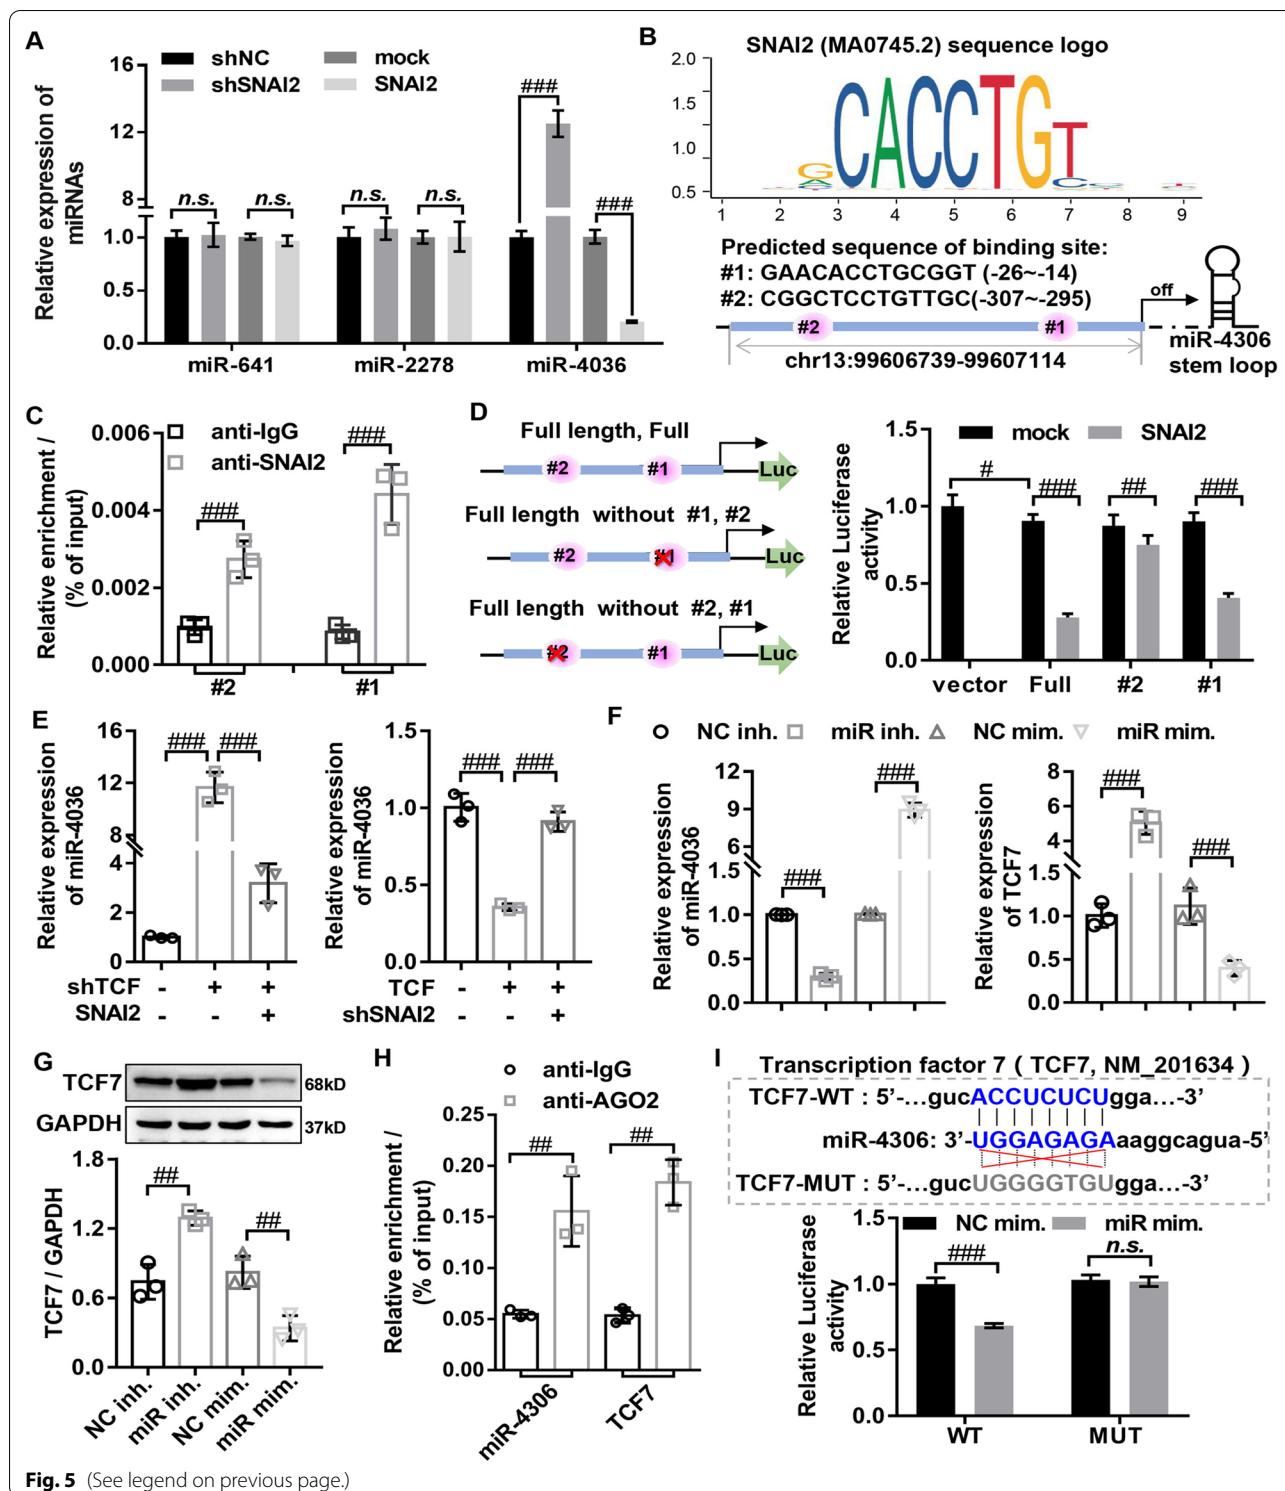 A
shNC
mock
shSNAI2
SNAI2
Relative expression of
miRNAs
16
12
8
1.0
0.5
0.0
n.s.
n.s.
n.s.
n.s.
###
###
miR-641
miR-2278
miR-4036
B
SNAI2 (MA0745.2) sequence logo
2.0
1.5
1.0
0.5
G
A
CACCTGT
C
1 2 3 4 5 6 7 8 9
Predicted sequence of binding site:
#1: GAACACCTGCGGT (-26~-14)
#2: CGGCTCCTGTTGC(-307~-295)
off
#2
#1
chr13:99606739-99607114
miR-4306
stem loop
C
anti-IgG
anti-SNAI2
Relative enrichment /
(% of input)
0.006
0.004
0.002
0.000
###
###
#2
#1
D
Full length, Full
#2 #1 Luc
Full length without #1, #2
#2 #1 Luc
Full length without #2, #1
#2 #1 Luc
mock
SNAI2
Relative Luciferase
activity
1.5
1.0
0.5
0.0
#
###
##
###
vector
Full
#2
#1
E
Relative expression
of miR-4036
16
12
8
4
2
0
### ###
shTCF - + +
SNAI2 - - +
Relative expression
of miR-4036
1.5
1.0
0.5
0.0
### ###
TCF - + +
shSNAI2 - - +
F
NC inh.
miR inh.
NC mim.
miR mim.
Relative expression
of miR-4036
12
9
6
1.5
1.0
0.5
0.0
###
###
Relative expression
of TCF7
8
6
4
1.5
1.0
0.5
0.0
###
###
G
TCF7
68kD
GAPDH
37kD
TCF7 / GAPDH
1.8
1.2
0.6
0.0
##
##
NC inh.
miR inh.
NC mim.
miR mim.
H
anti-IgG
anti-AGO2
Relative enrichment /
(% of input)
0.25
0.20
0.15
0.10
0.05
0.00
##
##
miR-4306
TCF7
I
Transcription factor 7 ( TCF7, NM_201634 )
TCF7-WT : 5’-...gucACCUCUCUgga...-3’
miR-4306: 3’-UGGAGAGAaaggcagua-5’
TCF7-MUT : 5’-...gucUGGGGTGUgga...-3’
NC mim.
miR mim.
Relative Luciferase
activity
1.5
1.0
0.5
0.0
###
n.s.
WT
MUT
Fig. 5 (See legend on previous page.)